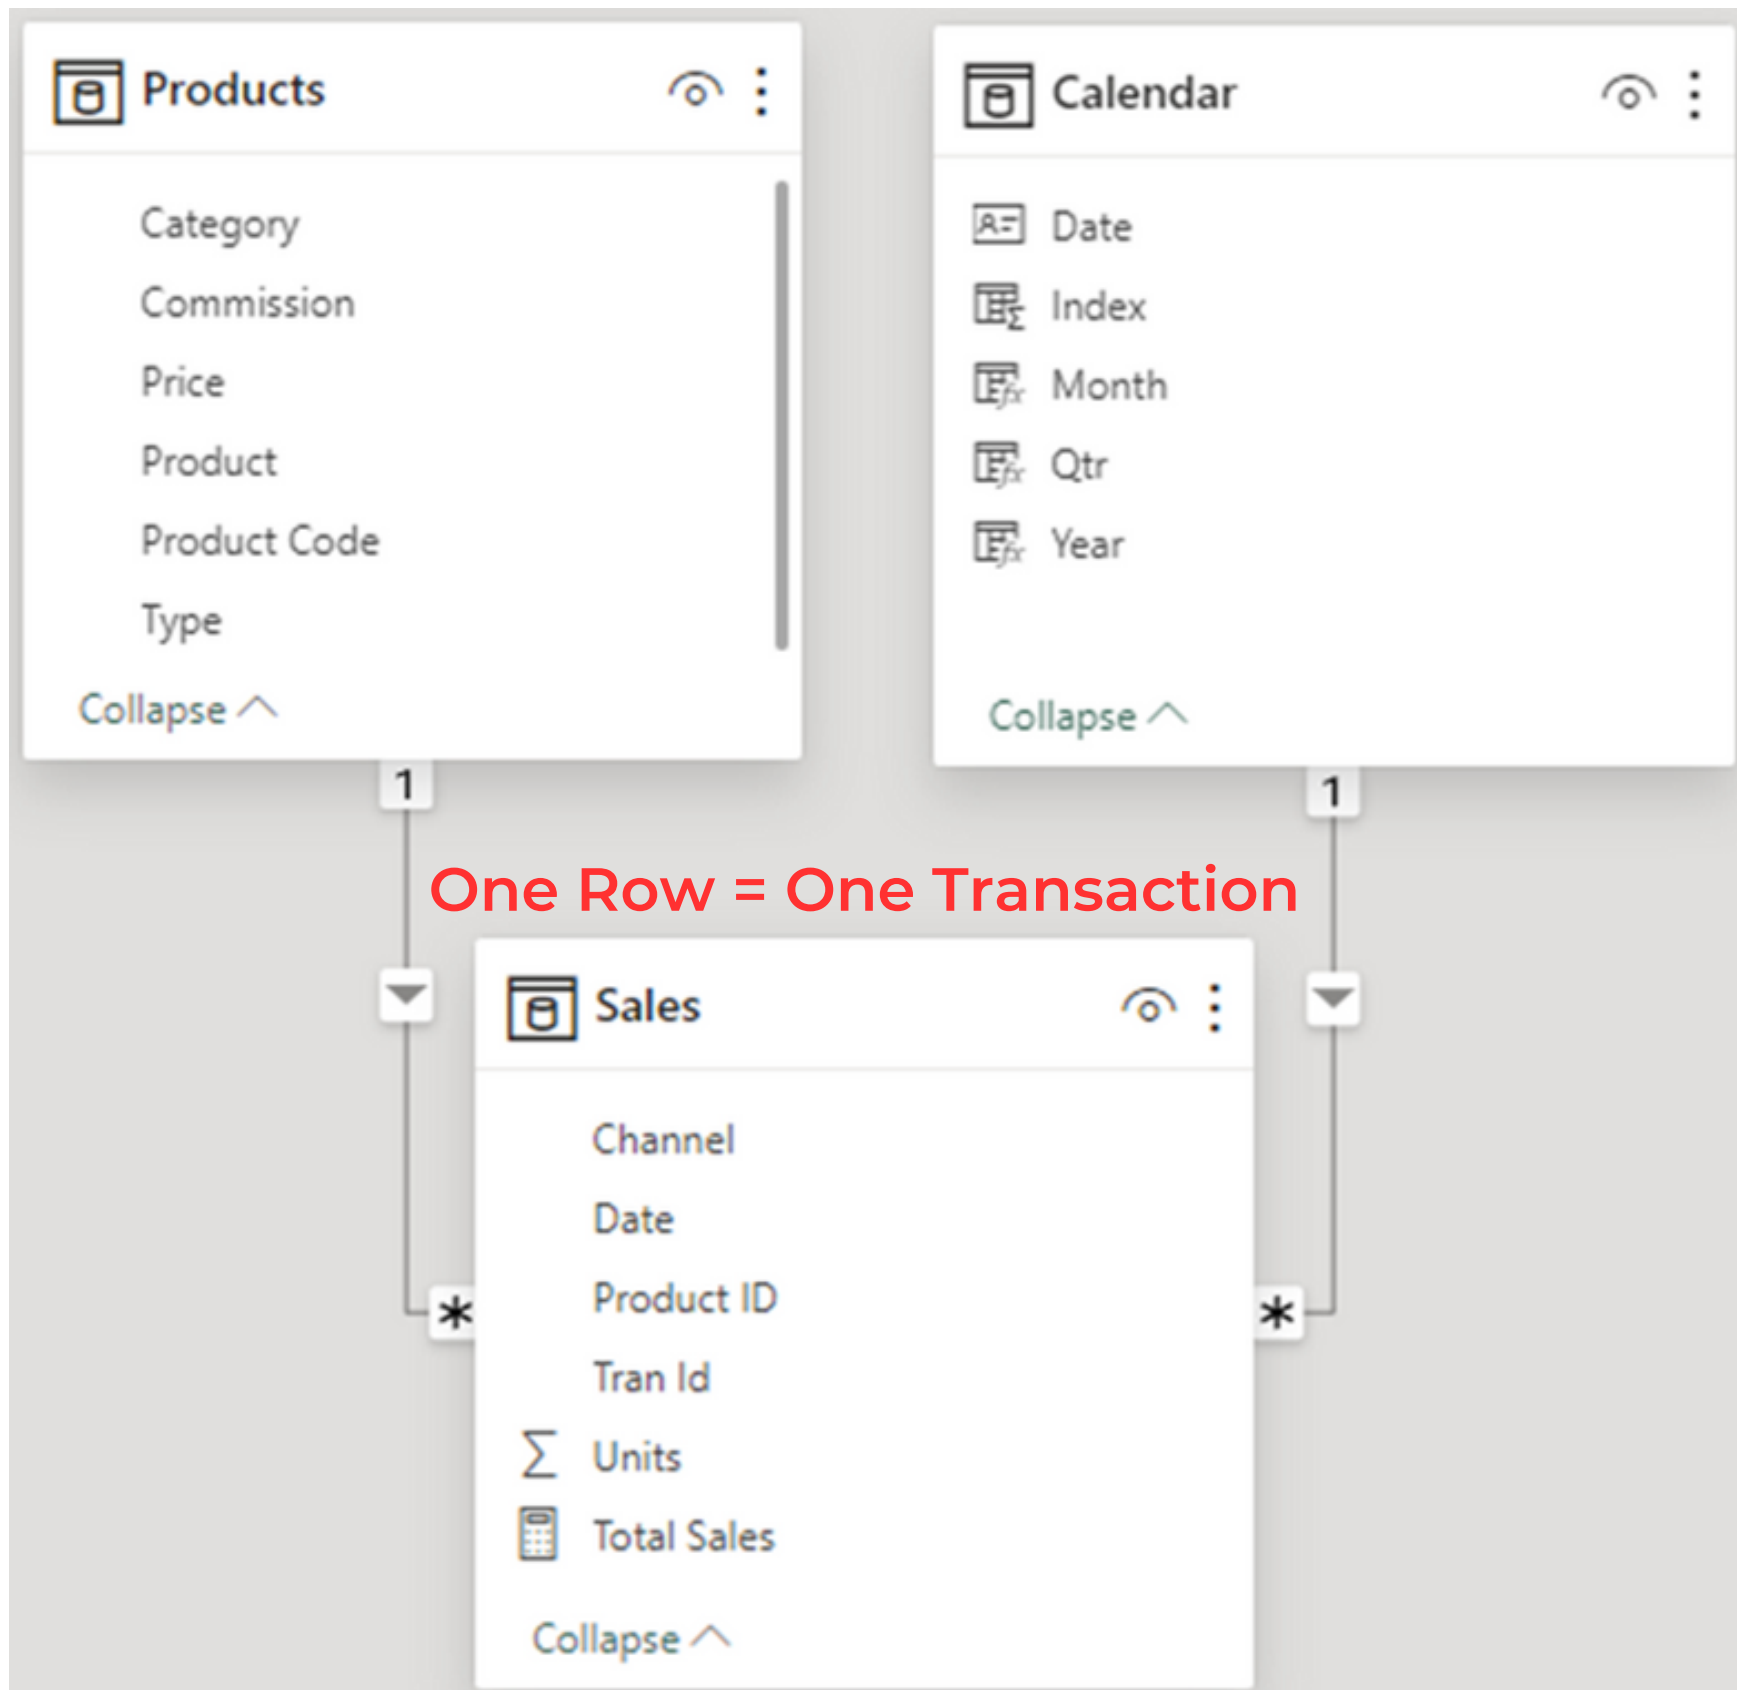 Products
Category
Commission
Price
Product
Product Code
Type
Collapse
1
Calendar
Date
Index
Month
Qtr
Year
Collapse
1
One Row = One Transaction
Sales
Channel
Date
Product ID
Tran Id
Units
Total Sales
Collapse
*
*